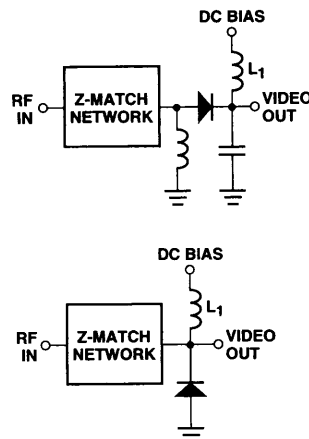 DC BIAS
L1
RF
IN
Z-MATCH
NETWORK
VIDEO
OUT
DC BIAS
L1
RF
IN
Z-MATCH
NETWORK
VIDEO
OUT